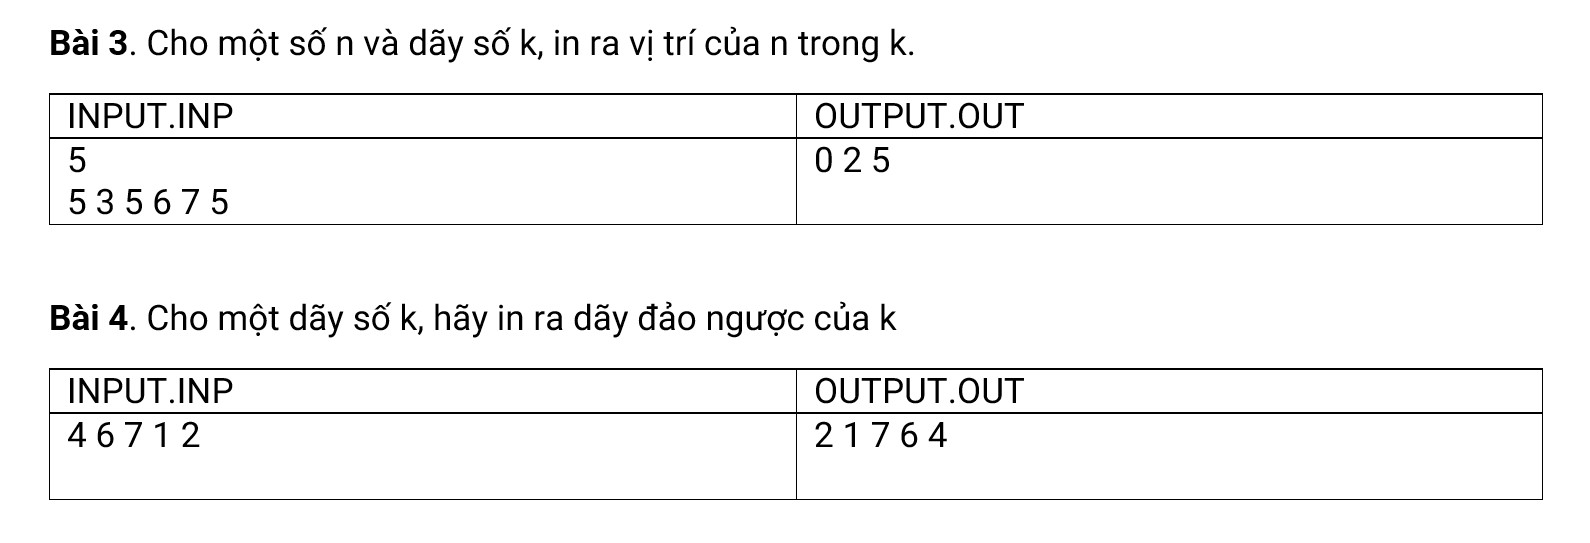 Bài 3. Cho một số n và dãy số k, in ra vị trí của n trong k.
INPUT.INP OUTPUT.OUT
5 0 2 5
5 3 5 6 7 5
Bài 4. Cho một dãy số k, hãy in ra dãy đảo ngược của k
INPUT.INP OUTPUT.OUT
4 6 7 1 2 2 1 7 6 4